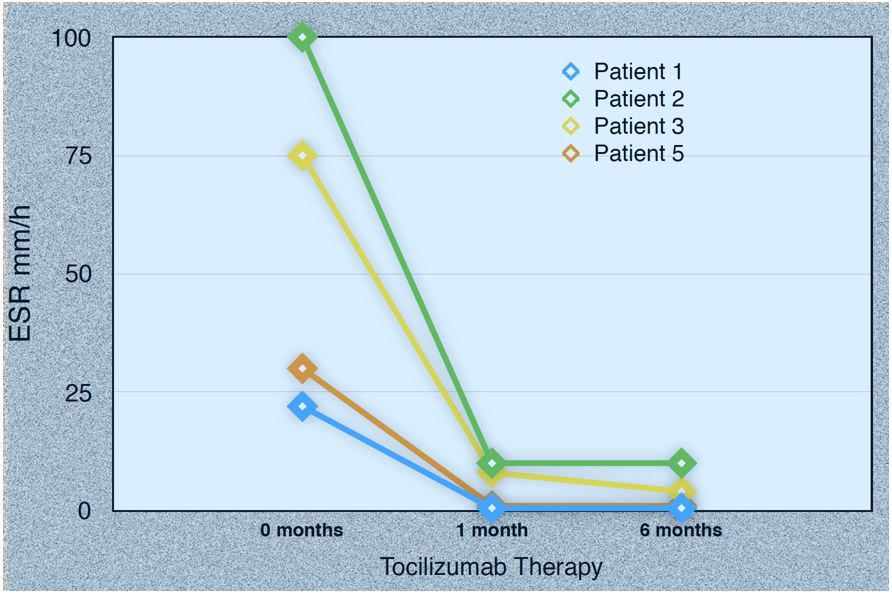 100
75
50
25
0
ESR mm/h
Patient 1
Patient 2
Patient 3
Patient 5
0 months
1 month
6 months
Tocilizumab Therapy